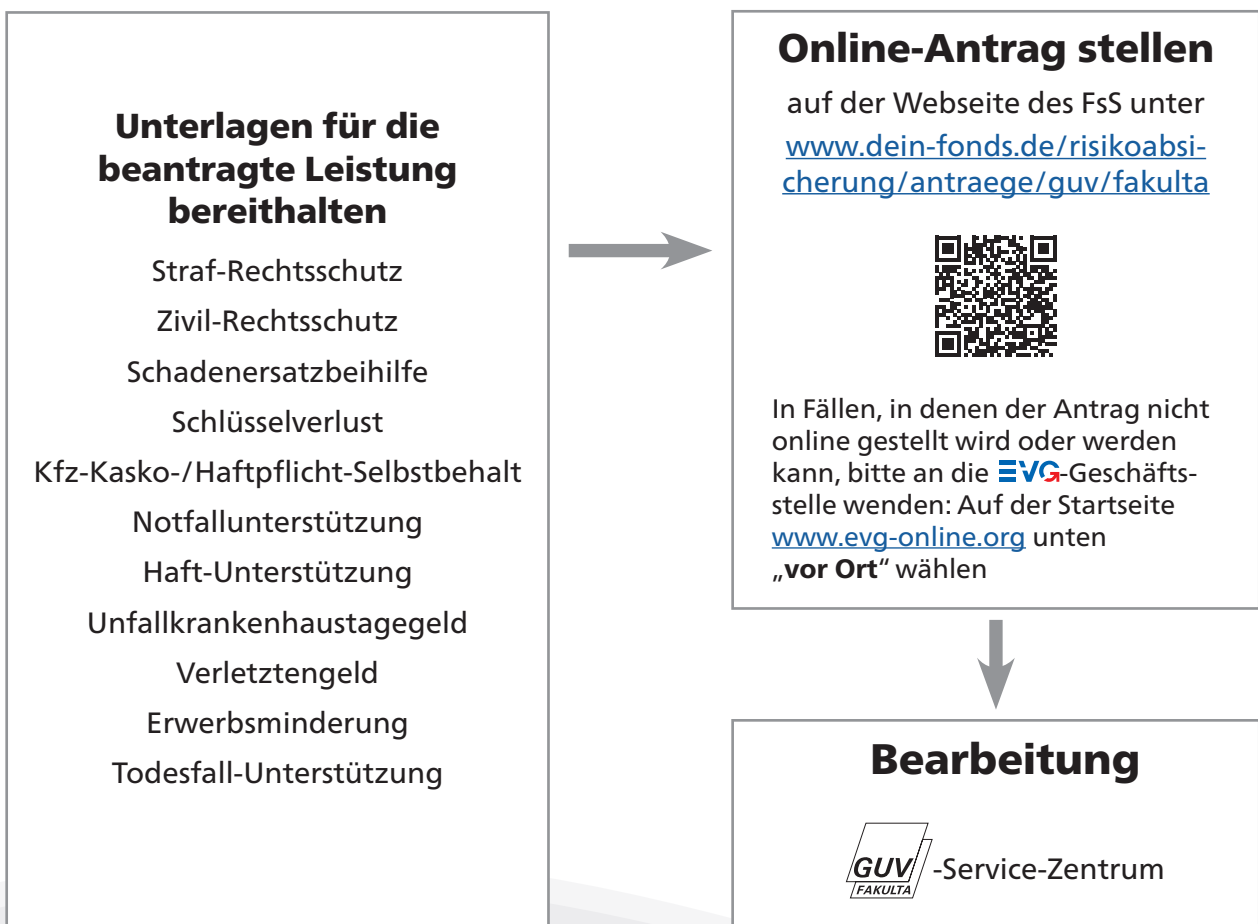 Unterlagen für die
beantragte Leistung
bereithalten
Straf-Rechtsschutz
Zivil-Rechtsschutz
Schadenersatzbeihilfe
Schlüsselverlust
Kfz-Kasko-/Haftpflicht-Selbstbehalt
Notfallunterstützung
Haft-Unterstützung
Unfallkrankenhaustagegeld
Verletztengeld
Erwerbsminderung
Todesfall-Unterstützung
Online-Antrag stellen
auf der Webseite des FsS unter
www.dein-fonds.de/risikoabsi-
cherung/antraege/guv/fakulta
In Fällen, in denen der Antrag nicht
online gestellt wird oder werden
kann, bitte an die EVG-Geschäfts-
stelle wenden: Auf der Startseite
www.evg-online.org unten
„vor Ort“ wählen
Bearbeitung
GUV
FAKULTA
-Service-Zentrum